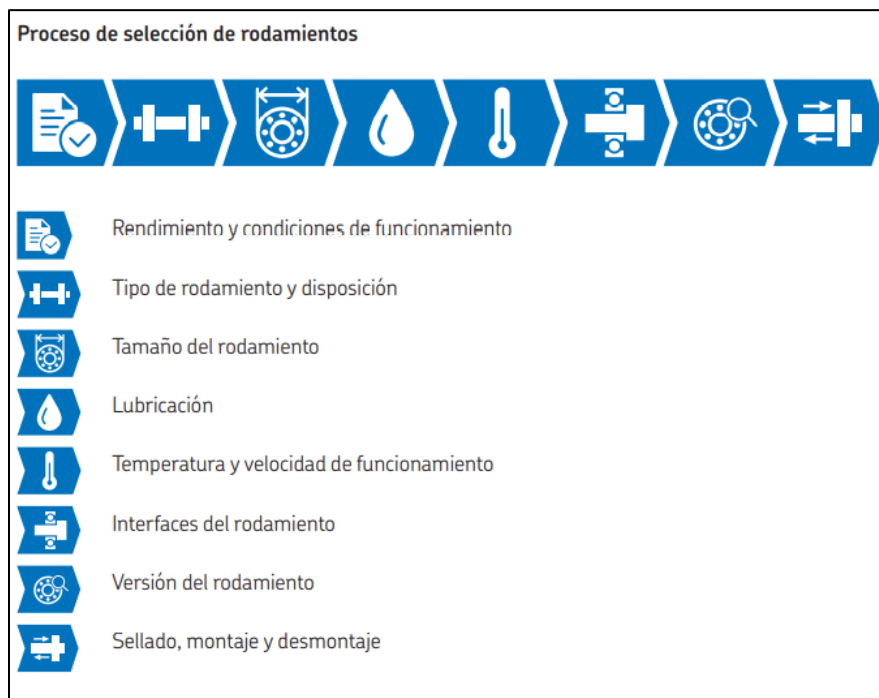 Proceso de selección de rodamientos
Rendimiento y condiciones de funcionamiento
Tipo de rodamiento y disposición
Tamaño del rodamiento
Lubricación
Temperatura y velocidad de funcionamiento
Interfaces del rodamiento
Versión del rodamiento
Sellado, montaje y desmontaje